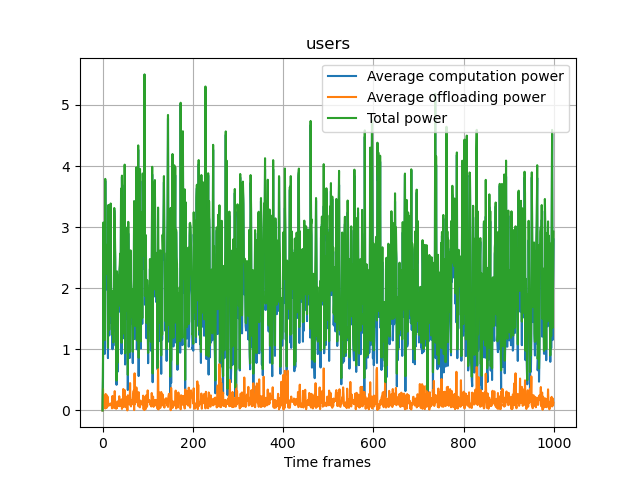 users
Average computation power
Average offloading power
Total power
5
4
3
2
1
0
0 200 400 600 800 1000
Time frames